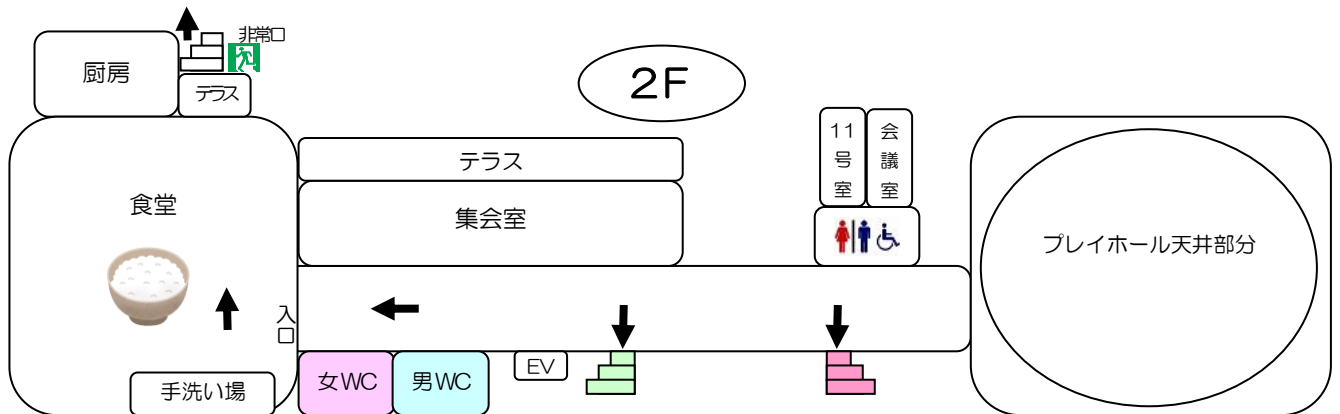 非常口
厨房
テラス
2F
11号室
会議室
テラス
食堂
集会室
プレイホール天井部分
入口
女WC
男WC
EV
手洗い場